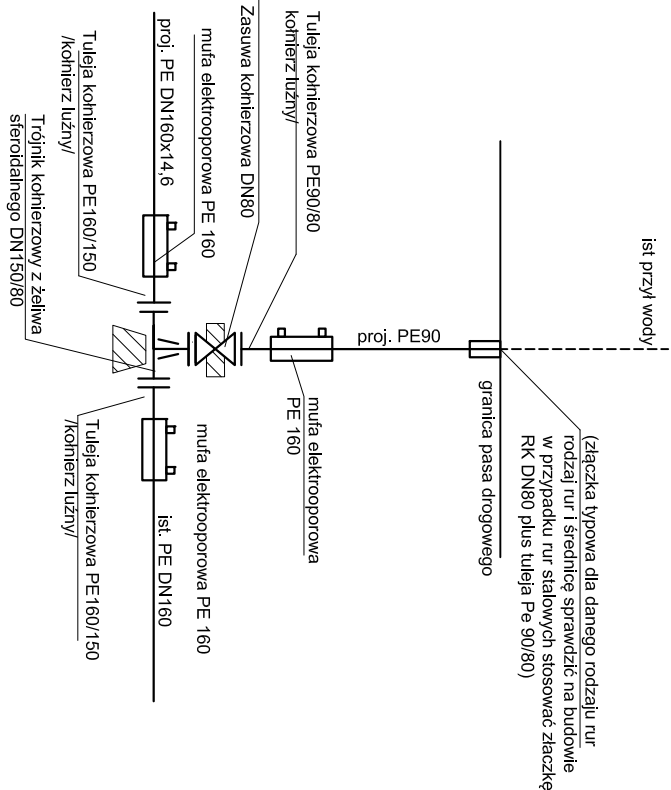 ist przył wody
(złączka typowa dla danego rodzaju rur
rodzaj rur i średnicę sprawdzić na budowie
w przypadku rur stalowych stosować złaczkę
RK DN80 plus tuleja Pe 90/80)
granica pasa drogowego
proj. PE90
mufa elektrooporowa
PE 160
Tuleja kołnierzowa PE90/80
kołnierz luźny/
Zasuwa kołnierzowa DN80
mufa elektrooporowa PE 160
proj. PE DN160x14,6
Tuleja kołnierzowa PE160/150
/kołnierz luźny/
Trójnik kołnierzowy z żeliwa
sferoidalnego DN150/80
mufa elektrooporowa PE 160
ist. PE DN160
Tuleja kołnierzowa PE160/150
/kołnierz luźny/